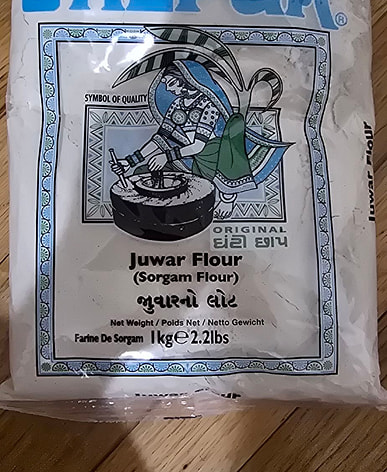 ®
SYMBOL OF QUALITY
ORIGINAL
ઘંટી છાપ
Juwar Flour
(Sorgam Flour)
જુવારનો લોટ
Net Weight / Poids Net / Netto Gewicht
Farine De Sorgam 1kg℮2.2lbs
Juwar Flour